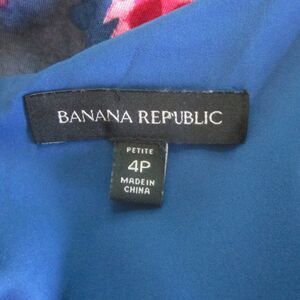 BANANA REPUBLIC
PETITE
4P
MADE IN
CHINA